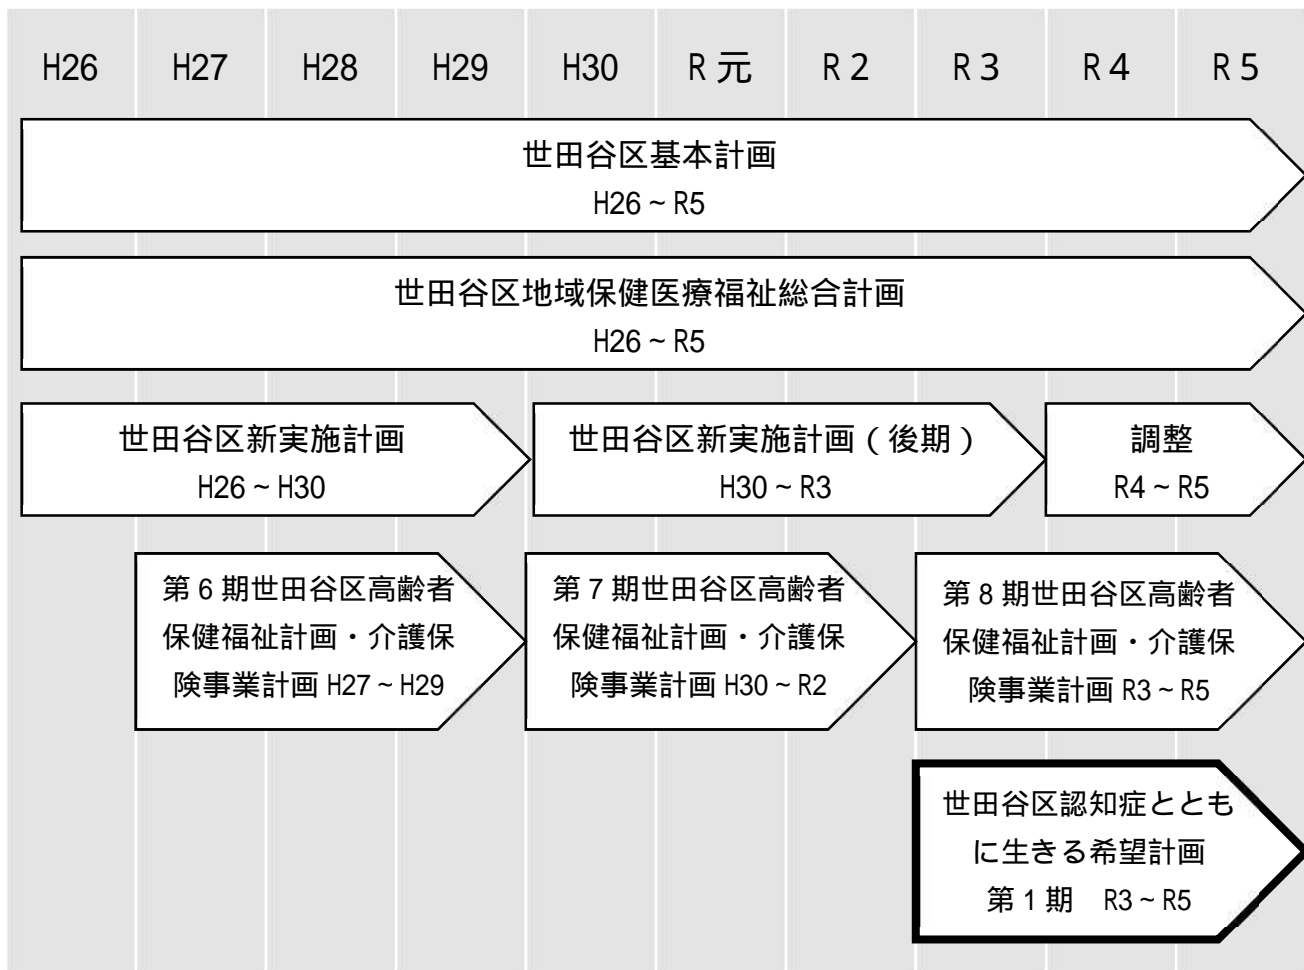 H26 H27 H28 H29 H30 R元 R2 R3 R4 R5
世田谷区基本計画
H26~R5
世田谷区地域保健医療福祉総合計画
H26~R5
世田谷区新実施計画
H26~H30
世田谷区新実施計画(後期)
H30~R3
調整
R4~R5
第6期世田谷区高齢者
保健福祉計画・介護保
険事業計画 H27~H29
第7期世田谷区高齢者
保健福祉計画・介護保
険事業計画 H30~R2
第8期世田谷区高齢者
保健福祉計画・介護保
険事業計画 R3~R5
世田谷区認知症ととも
に生きる希望計画
第1期 R3~R5